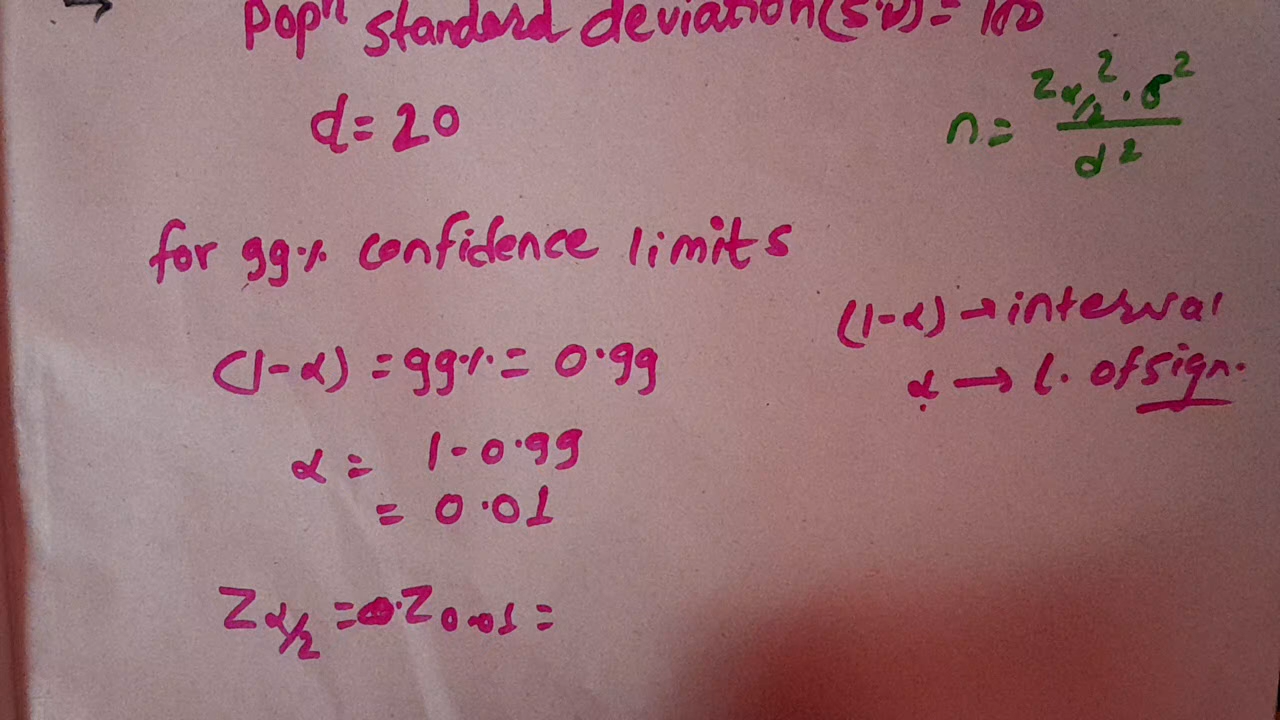 Popⁿ standard deviation(S.D)= 100
d = 20
n = Zα/2² . σ² / d²
for 99% confidence limits
(1-α) = 99% = 0.99
(1-α) → interval
α → l. of sign.
α = 1-0.99
= 0.01
Zα/2 = Z0.01 =